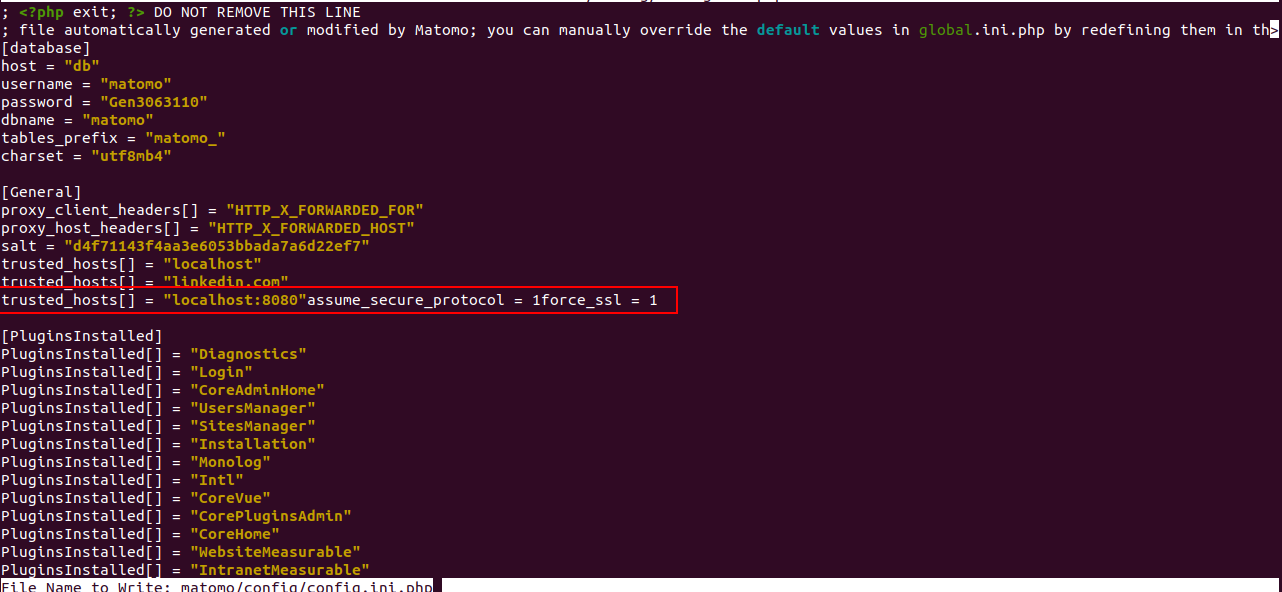 ; <?php exit; ?> DO NOT REMOVE THIS LINE
; file automatically generated or modified by Matomo; you can manually override the default values in global.ini.php by redefining them in th>
[database]
host = "db"
username = "matomo"
password = "Gen3063110"
dbname = "matomo"
tables_prefix = "matomo_"
charset = "utf8mb4"
[General]
proxy_client_headers[] = "HTTP_X_FORWARDED_FOR"
proxy_host_headers[] = "HTTP_X_FORWARDED_HOST"
salt = "d4f71143f4aa3e6053bbada7a6d22ef7"
trusted_hosts[] = "localhost"
trusted_hosts[] = "linkedin.com"
trusted_hosts[] = "localhost:8080"assume_secure_protocol = 1force_ssl = 1
[PluginsInstalled]
PluginsInstalled[] = "Diagnostics"
PluginsInstalled[] = "Login"
PluginsInstalled[] = "CoreAdminHome"
PluginsInstalled[] = "UsersManager"
PluginsInstalled[] = "SitesManager"
PluginsInstalled[] = "Installation"
PluginsInstalled[] = "Monolog"
PluginsInstalled[] = "Intl"
PluginsInstalled[] = "CoreVue"
PluginsInstalled[] = "CorePluginsAdmin"
PluginsInstalled[] = "CoreHome"
PluginsInstalled[] = "WebsiteMeasurable"
PluginsInstalled[] = "IntranetMeasurable"
File Name to Write: matomo/config/config.ini.php